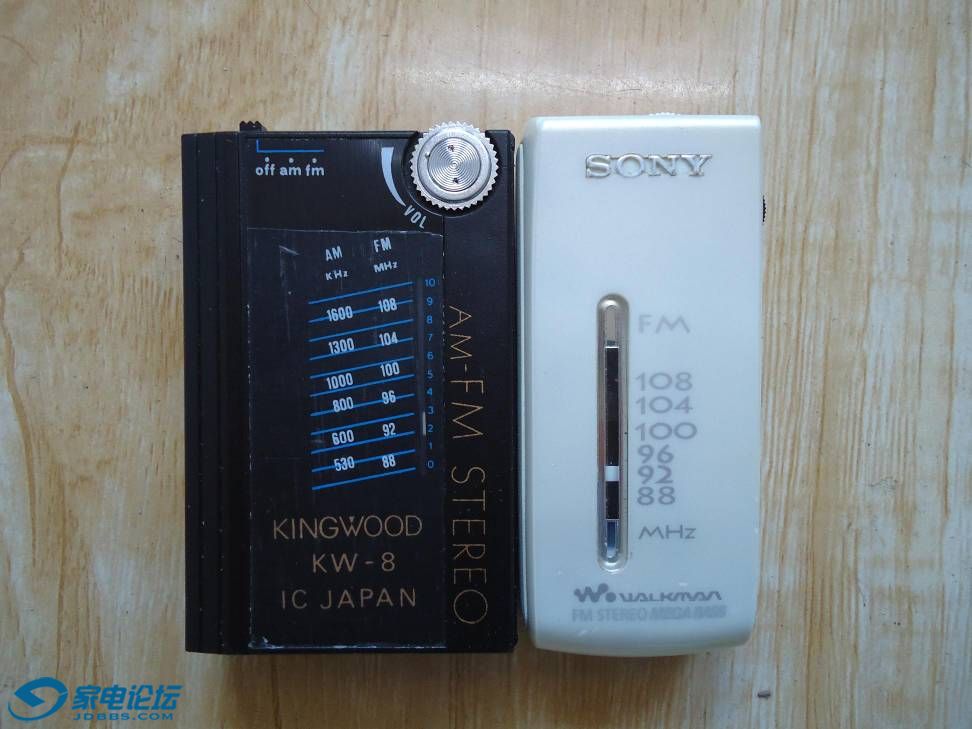 off am fm
VOL
AM FM
KHz MHz
10
9
1600 108
8
7
1300 104
6
5
1000 100
4
800 96
3
2
600 92
1
530 88
0
AM-FM STEREO
KINGWOOD
KW-8
IC JAPAN
SONY
FM
108
104
100
96
92
88
MHz
WALKMAN
FM STEREO MEGA BASS
家电论坛
JDBBS.COM